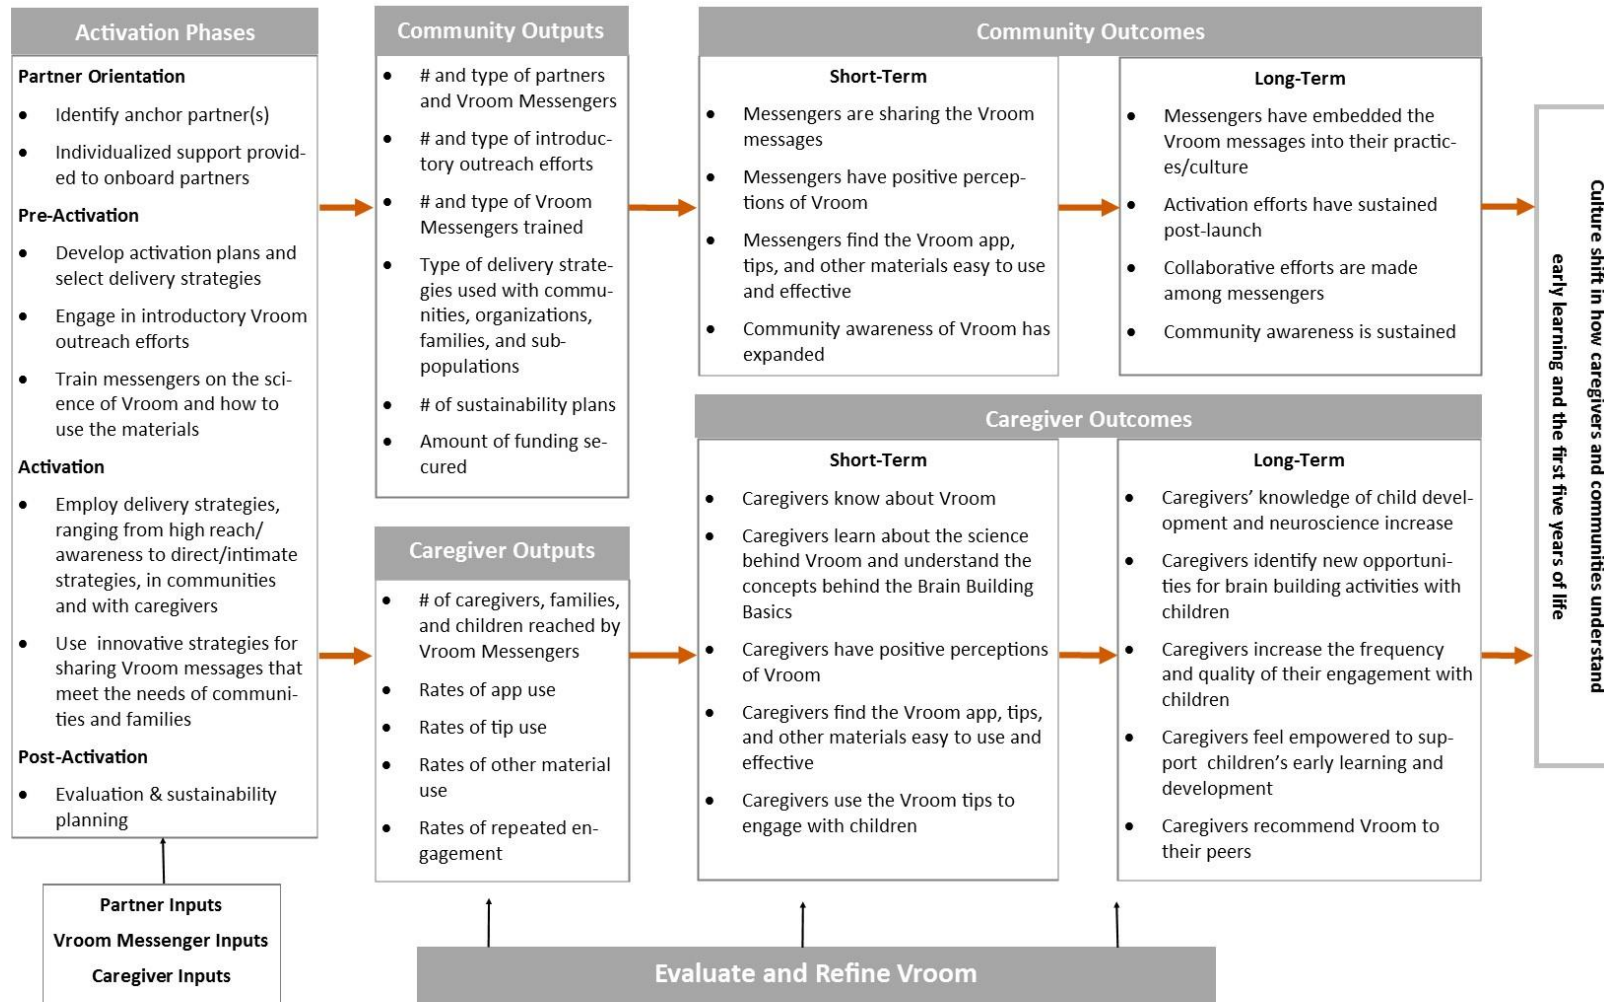 Activation Phases
Partner Orientation
● Identify anchor partner(s)
● Individualized support provid-
ed to onboard partners
Pre-Activation
● Develop activation plans and
select delivery strategies
● Engage in introductory Vroom
outreach efforts
● Train messengers on the sci-
ence of Vroom and how to
use the materials
Activation
● Employ delivery strategies,
ranging from high reach/
awareness to direct/intimate
strategies, in communities
and with caregivers
● Use innovative strategies for
sharing Vroom messages that
meet the needs of communi-
ties and families
Post-Activation
● Evaluation & sustainability
planning
Partner Inputs
Vroom Messenger Inputs
Caregiver Inputs
Community Outputs
● # and type of partners
and Vroom Messengers
● # and type of introduc-
tory outreach efforts
● # and type of Vroom
Messengers trained
● Type of delivery strate-
gies used with commu-
nities, organizations,
families, and sub-
populations
● # of sustainability plans
● Amount of funding se-
cured
Caregiver Outputs
● # of caregivers, families,
and children reached by
Vroom Messengers
● Rates of app use
● Rates of tip use
● Rates of other material
use
● Rates of repeated en-
gagement
Community Outcomes
Short-Term
● Messengers are sharing the Vroom
messages
● Messengers have positive percep-
tions of Vroom
● Messengers find the Vroom app,
tips, and other materials easy to use
and effective
● Community awareness of Vroom has
expanded
Long-Term
● Messengers have embedded the
Vroom messages into their practic-
es/culture
● Activation efforts have sustained
post-launch
● Collaborative efforts are made
among messengers
● Community awareness is sustained
Caregiver Outcomes
Short-Term
● Caregivers know about Vroom
● Caregivers learn about the science
behind Vroom and understand the
concepts behind the Brain Building
Basics
● Caregivers have positive perceptions
of Vroom
● Caregivers find the Vroom app, tips,
and other materials easy to use and
effective
● Caregivers use the Vroom tips to
engage with children
Long-Term
● Caregivers’ knowledge of child devel-
opment and neuroscience increase
● Caregivers identify new opportuni-
ties for brain building activities with
children
● Caregivers increase the frequency
and quality of their engagement with
children
● Caregivers feel empowered to sup-
port children’s early learning and
development
● Caregivers recommend Vroom to
their peers
Culture shift in how caregivers and communities understand
early learning and the first five years of life
Evaluate and Refine Vroom